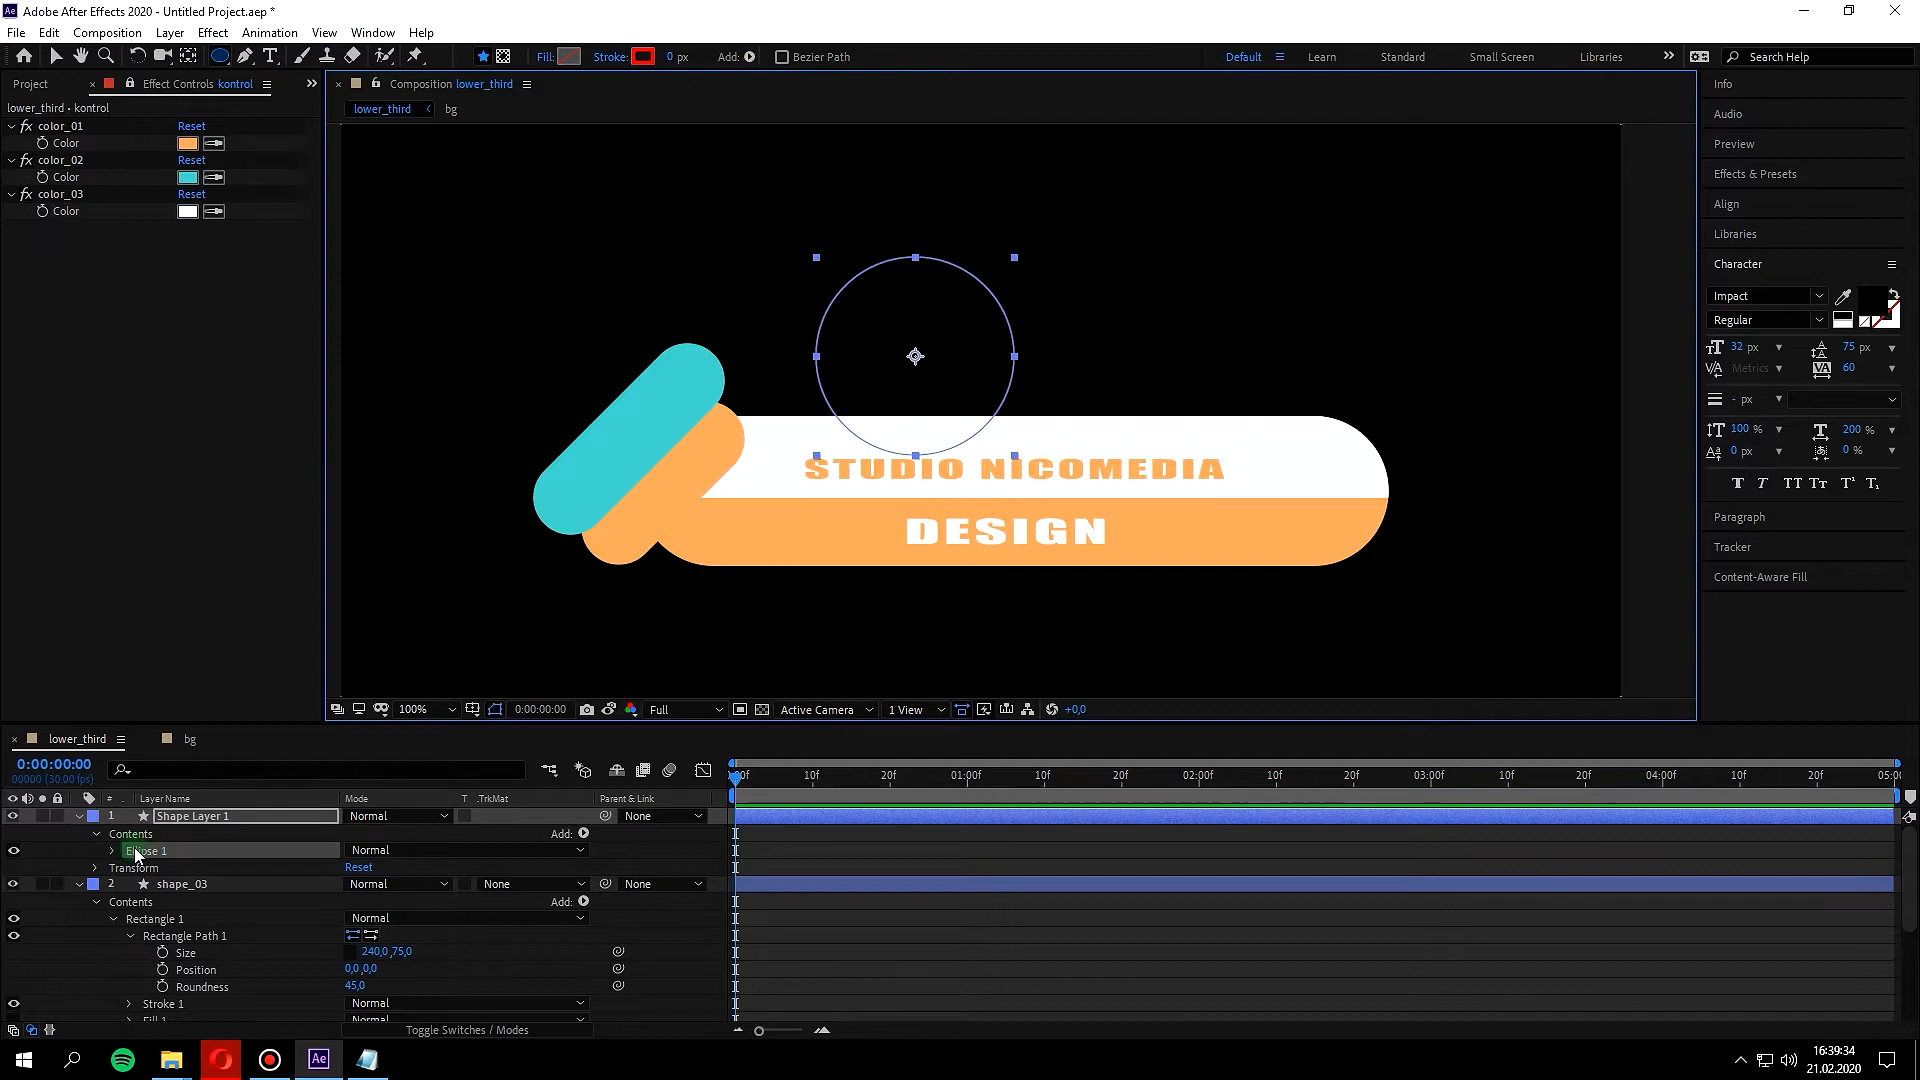 Adobe After Effects 2020 - Untitled Project.aep *
File Edit Composition Layer Effect Animation View Window Help
Fill: Stroke: 0 px Add: Bezier Path Default Learn Standard Small Screen Libraries Search Help
Project Effect Controls kontrol
lower_third • kontrol
color_01 Reset
Color
color_02 Reset
Color
color_03 Reset
Color
Composition lower_third
lower_third bg
STUDIO NICOMEDIA
DESIGN
100% 0:00:00:00 Full Active Camera 1 View +0,0
Info
Audio
Preview
Effects & Presets
Align
Libraries
Character
Impact
Regular
32 px 75 px
Metrics 60
- px
100 % 200 %
0 px 0 %
Paragraph
Tracker
Content-Aware Fill
lower_third bg
0:00:00:00
00000 (30.00 fps)
10f 20f 01:00f 10f 20f 02:00f 10f 20f 03:00f 10f 20f 04:00f 10f 20f 05:00
# Layer Name Mode T .TrkMat Parent & Link
1 Shape Layer 1 Normal None
Contents Add:
Ellipse 1 Normal
Transform Reset
2 shape_03 Normal None None
Contents Add:
Rectangle 1 Normal
Rectangle Path 1
Size 240,0,75,0
Position 0,0,0,0
Roundness 45,0
Stroke 1 Normal
Fill 1 Normal
Toggle Switches / Modes
16:39:34
21.02.2020